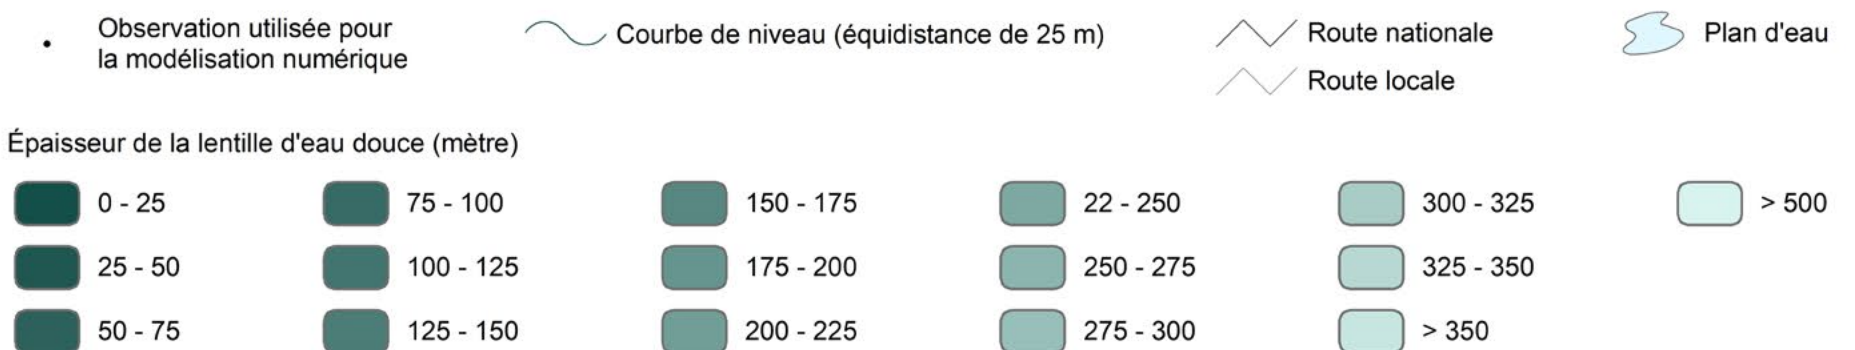 Observation utilisée pour
la modélisation numérique
Courbe de niveau (équidistance de 25 m)
Route nationale
Route locale
Plan d'eau
Épaisseur de la lentille d'eau douce (mètre)
0 - 25
25 - 50
50 - 75
75 - 100
100 - 125
125 - 150
150 - 175
175 - 200
200 - 225
22 - 250
250 - 275
275 - 300
300 - 325
325 - 350
> 350
> 500